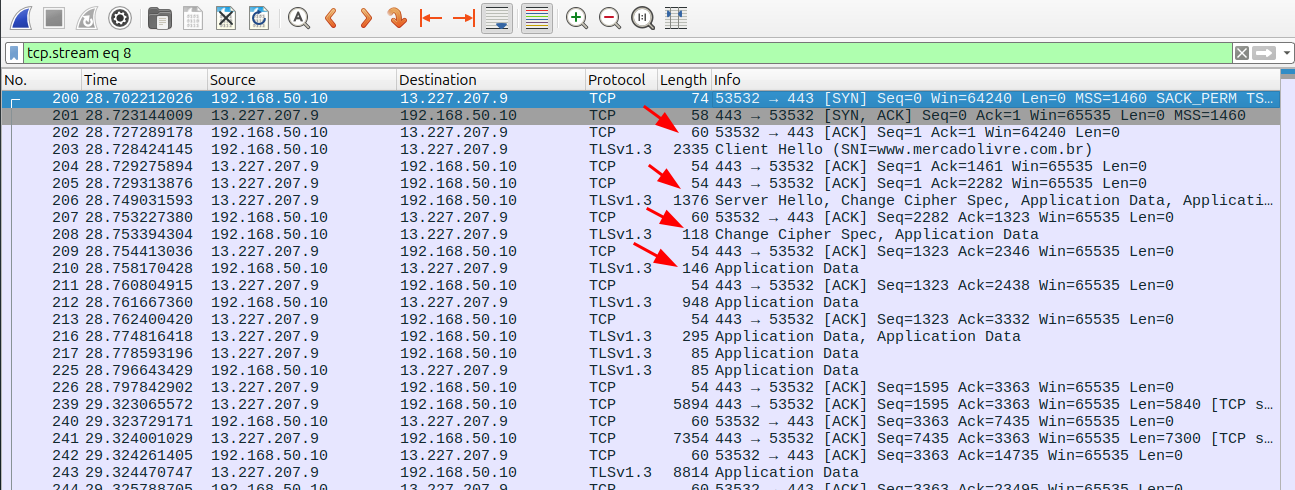 tcp.stream eq 8
No. Time Source Destination Protocol Length Info
200 28.702212026 192.168.50.10 13.227.207.9 TCP 74 53532 → 443 [SYN] Seq=0 Win=64240 Len=0 MSS=1460 SACK_PERM TS…
201 28.723144009 13.227.207.9 192.168.50.10 TCP 58 443 → 53532 [SYN, ACK] Seq=0 Ack=1 Win=65535 Len=0 MSS=1460
202 28.727289178 192.168.50.10 13.227.207.9 TCP 60 53532 → 443 [ACK] Seq=1 Ack=1 Win=64240 Len=0
203 28.728424145 192.168.50.10 13.227.207.9 TLSv1.3 2335 Client Hello (SNI=www.mercadolivre.com.br)
204 28.729275894 13.227.207.9 192.168.50.10 TCP 54 443 → 53532 [ACK] Seq=1 Ack=1461 Win=65535 Len=0
205 28.729313876 13.227.207.9 192.168.50.10 TCP 54 443 → 53532 [ACK] Seq=1 Ack=2282 Win=65535 Len=0
206 28.749031593 13.227.207.9 192.168.50.10 TLSv1.3 1376 Server Hello, Change Cipher Spec, Application Data, Applicati…
207 28.753227380 192.168.50.10 13.227.207.9 TCP 60 53532 → 443 [ACK] Seq=2282 Ack=1323 Win=65535 Len=0
208 28.753394304 192.168.50.10 13.227.207.9 TLSv1.3 118 Change Cipher Spec, Application Data
209 28.754413036 13.227.207.9 192.168.50.10 TCP 54 443 → 53532 [ACK] Seq=1323 Ack=2346 Win=65535 Len=0
210 28.758170428 192.168.50.10 13.227.207.9 TLSv1.3 146 Application Data
211 28.760804915 13.227.207.9 192.168.50.10 TCP 54 443 → 53532 [ACK] Seq=1323 Ack=2438 Win=65535 Len=0
212 28.761667360 192.168.50.10 13.227.207.9 TLSv1.3 948 Application Data
213 28.762400420 13.227.207.9 192.168.50.10 TCP 54 443 → 53532 [ACK] Seq=1323 Ack=3332 Win=65535 Len=0
216 28.774816418 13.227.207.9 192.168.50.10 TLSv1.3 295 Application Data, Application Data
217 28.778593196 13.227.207.9 192.168.50.10 TLSv1.3 85 Application Data
225 28.796643429 192.168.50.10 13.227.207.9 TLSv1.3 85 Application Data
226 28.797842902 13.227.207.9 192.168.50.10 TCP 54 443 → 53532 [ACK] Seq=1595 Ack=3363 Win=65535 Len=0
239 29.323065572 13.227.207.9 192.168.50.10 TCP 5894 443 → 53532 [ACK] Seq=1595 Ack=3363 Win=65535 Len=5840 [TCP s…
240 29.323729171 192.168.50.10 13.227.207.9 TCP 60 53532 → 443 [ACK] Seq=3363 Ack=7435 Win=65535 Len=0
241 29.324001029 13.227.207.9 192.168.50.10 TCP 7354 443 → 53532 [ACK] Seq=7435 Ack=3363 Win=65535 Len=7300 [TCP s…
242 29.324261405 192.168.50.10 13.227.207.9 TCP 60 53532 → 443 [ACK] Seq=3363 Ack=14735 Win=65535 Len=0
243 29.324470747 13.227.207.9 192.168.50.10 TLSv1.3 8814 Application Data
244 29.325788705 192.168.50.10 13.227.207.9 TCP 60 53532 → 443 [ACK] Seq=3363 Ack=23495 Win=65535 Len=0